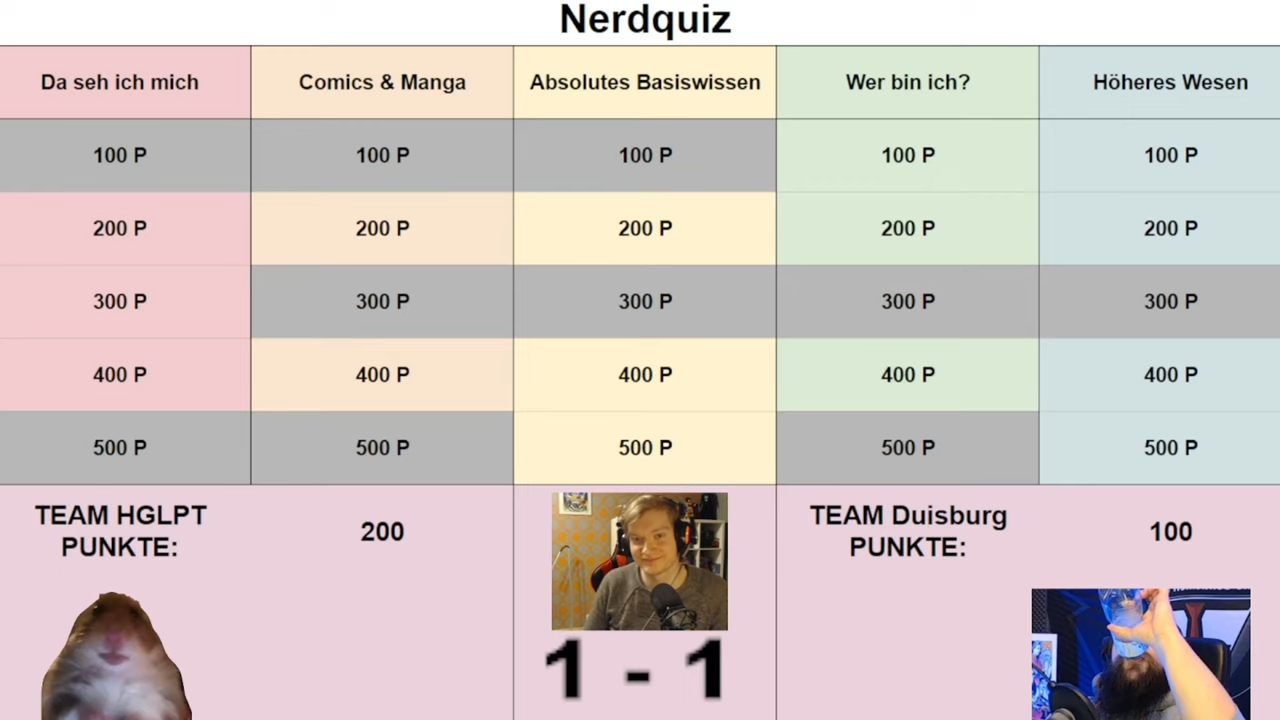 Nerdquiz
Da seh ich mich Comics & Manga Absolutes Basiswissen Wer bin ich? Höheres Wesen
100 P 100 P 100 P 100 P 100 P
200 P 200 P 200 P 200 P 200 P
300 P 300 P 300 P 300 P 300 P
400 P 400 P 400 P 400 P 400 P
500 P 500 P 500 P 500 P 500 P
TEAM HGLPT
PUNKTE:
200
TEAM Duisburg
PUNKTE:
100
1 - 1